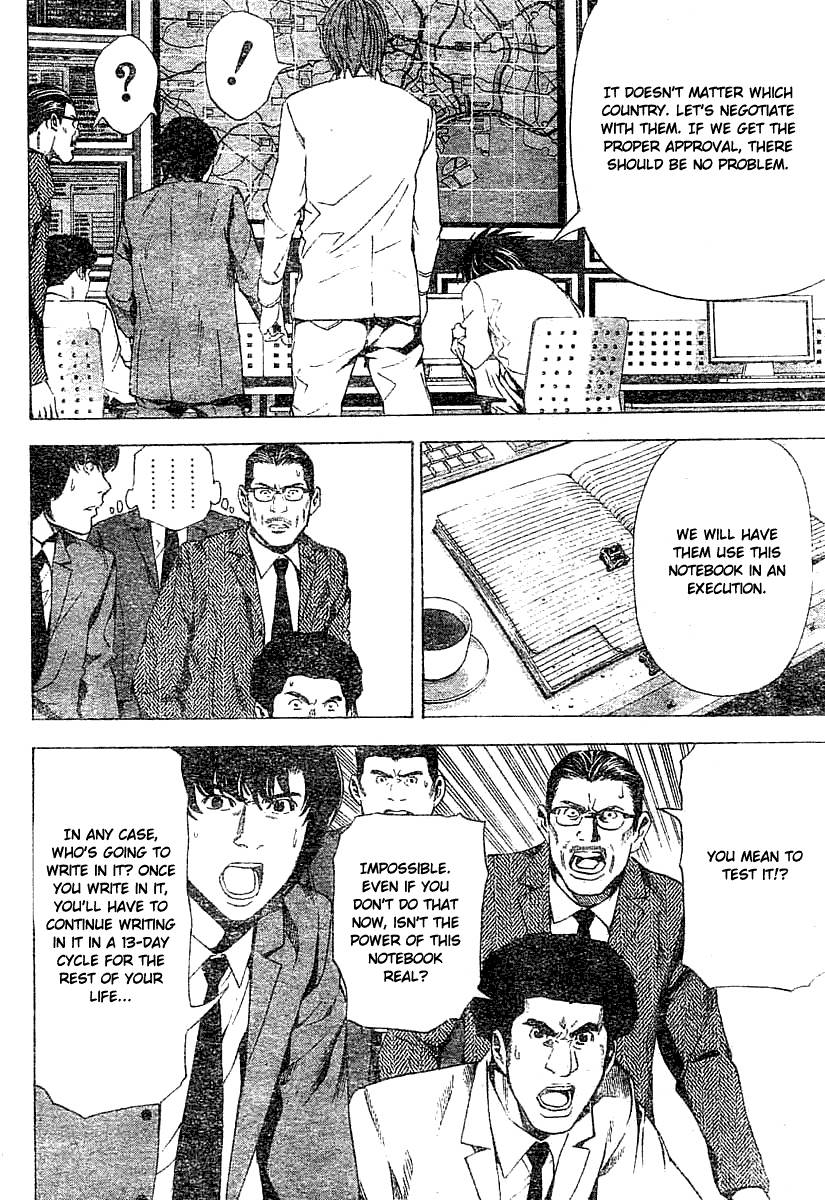 IT DOESN'T MATTER WHICH
COUNTRY. LET'S NEGOTIATE
WITH THEM. IF WE GET THE
PROPER APPROVAL, THERE
SHOULD BE NO PROBLEM.
!
?
WE WILL HAVE
THEM USE THIS
NOTEBOOK IN AN
EXECUTION.
YOU MEAN TO
TEST IT!?
IMPOSSIBLE.
EVEN IF YOU
DON'T DO THAT
NOW, ISN'T THE
POWER OF THIS
NOTEBOOK
REAL?
IN ANY CASE,
WHO'S GOING TO
WRITE IN IT? ONCE
YOU WRITE IN IT,
YOU'LL HAVE TO
CONTINUE WRITING
IN IT IN A 13-DAY
CYCLE FOR THE
REST OF YOUR
LIFE...